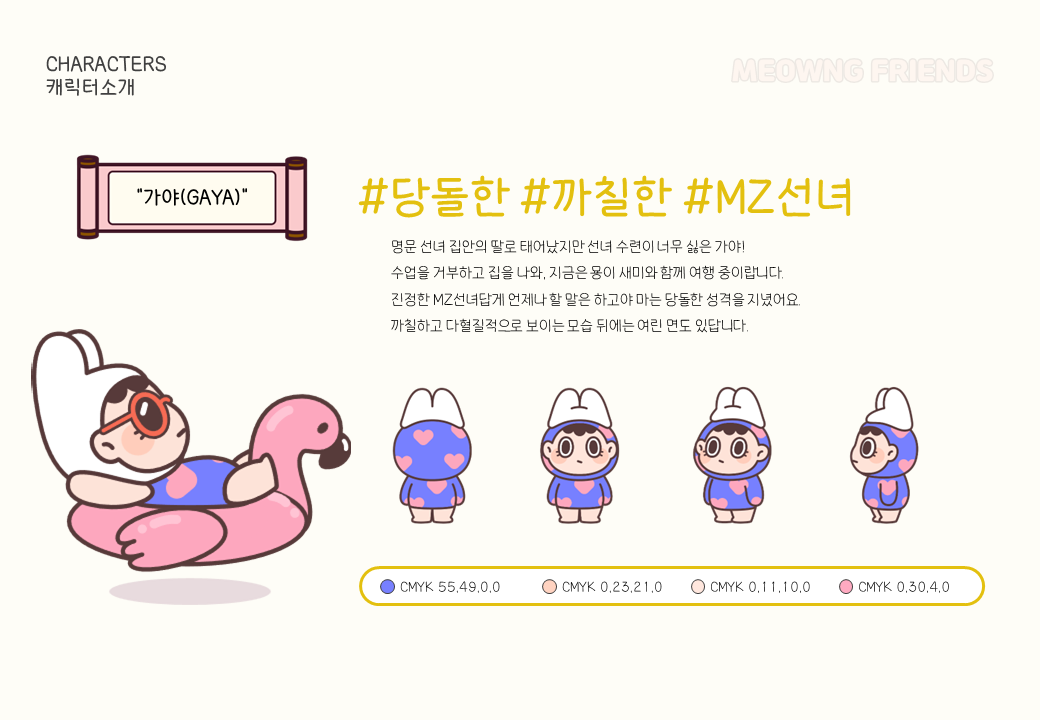 CHARACTERS
캐릭터소개
MEOWNG FRIENDS
"가야(GAYA)"
#당돌한 #까칠한 #MZ선녀
명문 선녀 집안의 딸로 태어났지만 선녀 수련이 너무 싫은 가야!
수업을 거부하고 집을 나와, 지금은 묭이 새미와 함께 여행 중이랍니다.
진정한 MZ선녀답게 언제나 할 말은 하고야 마는 당돌한 성격을 지녔어요.
까칠하고 다혈질적으로 보이는 모습 뒤에는 여린 면도 있답니다.
CMYK 55,49,0,0
CMYK 0,23,21,0
CMYK 0,11,10,0
CMYK 0,30,4,0